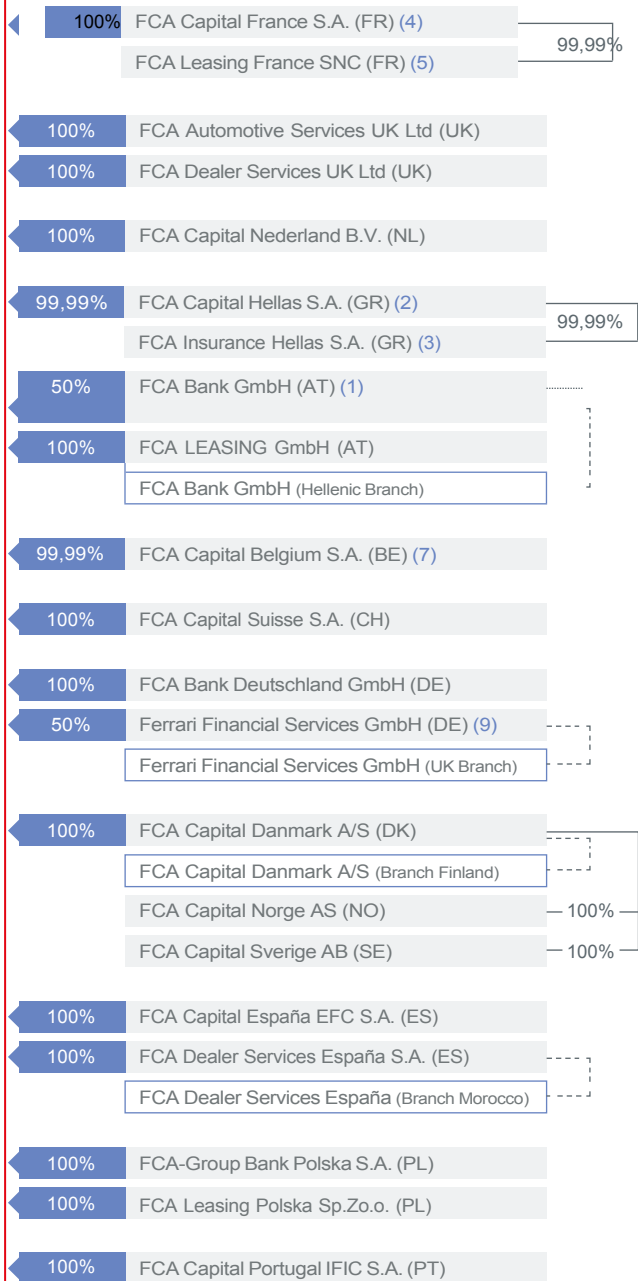 100% FCA Capital France S.A. (FR) (4)
99,99%
FCA Leasing France SNC (FR) (5)
100% FCA Automotive Services UK Ltd (UK)
100% FCA Dealer Services UK Ltd (UK)
100% FCA Capital Nederland B.V. (NL)
99,99% FCA Capital Hellas S.A. (GR) (2)
99,99%
FCA Insurance Hellas S.A. (GR) (3)
50% FCA Bank GmbH (AT) (1)
100% FCA LEASING GmbH (AT)
FCA Bank GmbH (Hellenic Branch)
99,99% FCA Capital Belgium S.A. (BE) (7)
100% FCA Capital Suisse S.A. (CH)
100% FCA Bank Deutschland GmbH (DE)
50% Ferrari Financial Services GmbH (DE) (9)
Ferrari Financial Services GmbH (UK Branch)
100% FCA Capital Danmark A/S (DK)
FCA Capital Danmark A/S (Branch Finland)
FCA Capital Norge AS (NO) 100%
FCA Capital Sverige AB (SE) 100%
100% FCA Capital España EFC S.A. (ES)
100% FCA Dealer Services España S.A. (ES)
FCA Dealer Services España (Branch Morocco)
100% FCA-Group Bank Polska S.A. (PL)
100% FCA Leasing Polska Sp.Zo.o. (PL)
100% FCA Capital Portugal IFIC S.A. (PT)